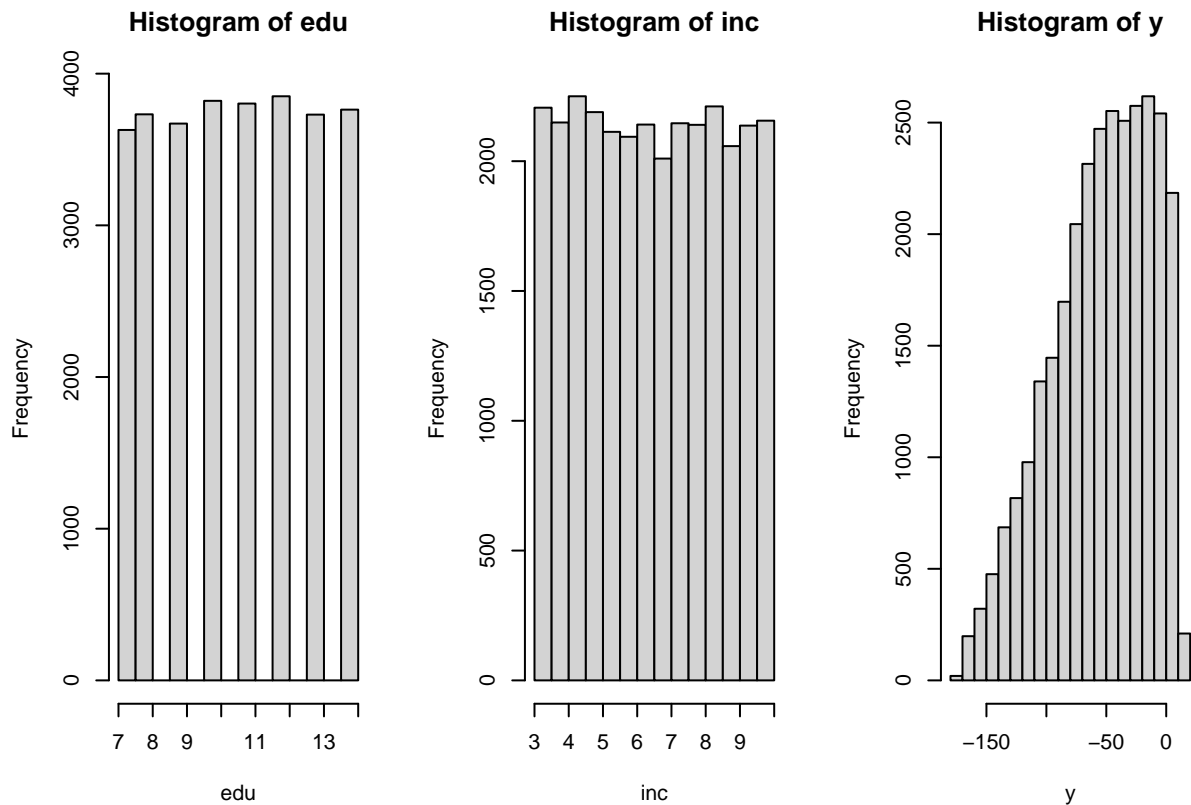 Histogram of edu
Frequency
0 1000 2000 3000 4000
7 8 9 11 13
edu
Histogram of inc
Frequency
0 500 1000 1500 2000
3 4 5 6 7 8 9
inc
Histogram of y
Frequency
0 500 1000 1500 2000 2500
−150 −50 0
y